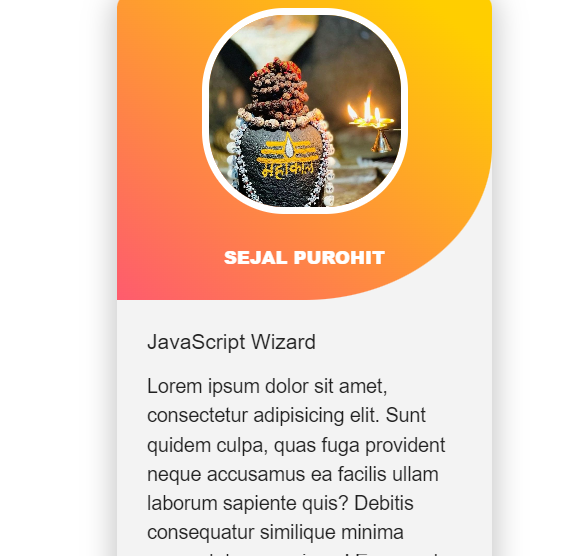 महाकाल
SEJAL PUROHIT
JavaScript Wizard
Lorem ipsum dolor sit amet,
consectetur adipisicing elit. Sunt
quidem culpa, quas fuga provident
neque accusamus ea facilis ullam
laborum sapiente quis? Debitis
consequatur similique minima